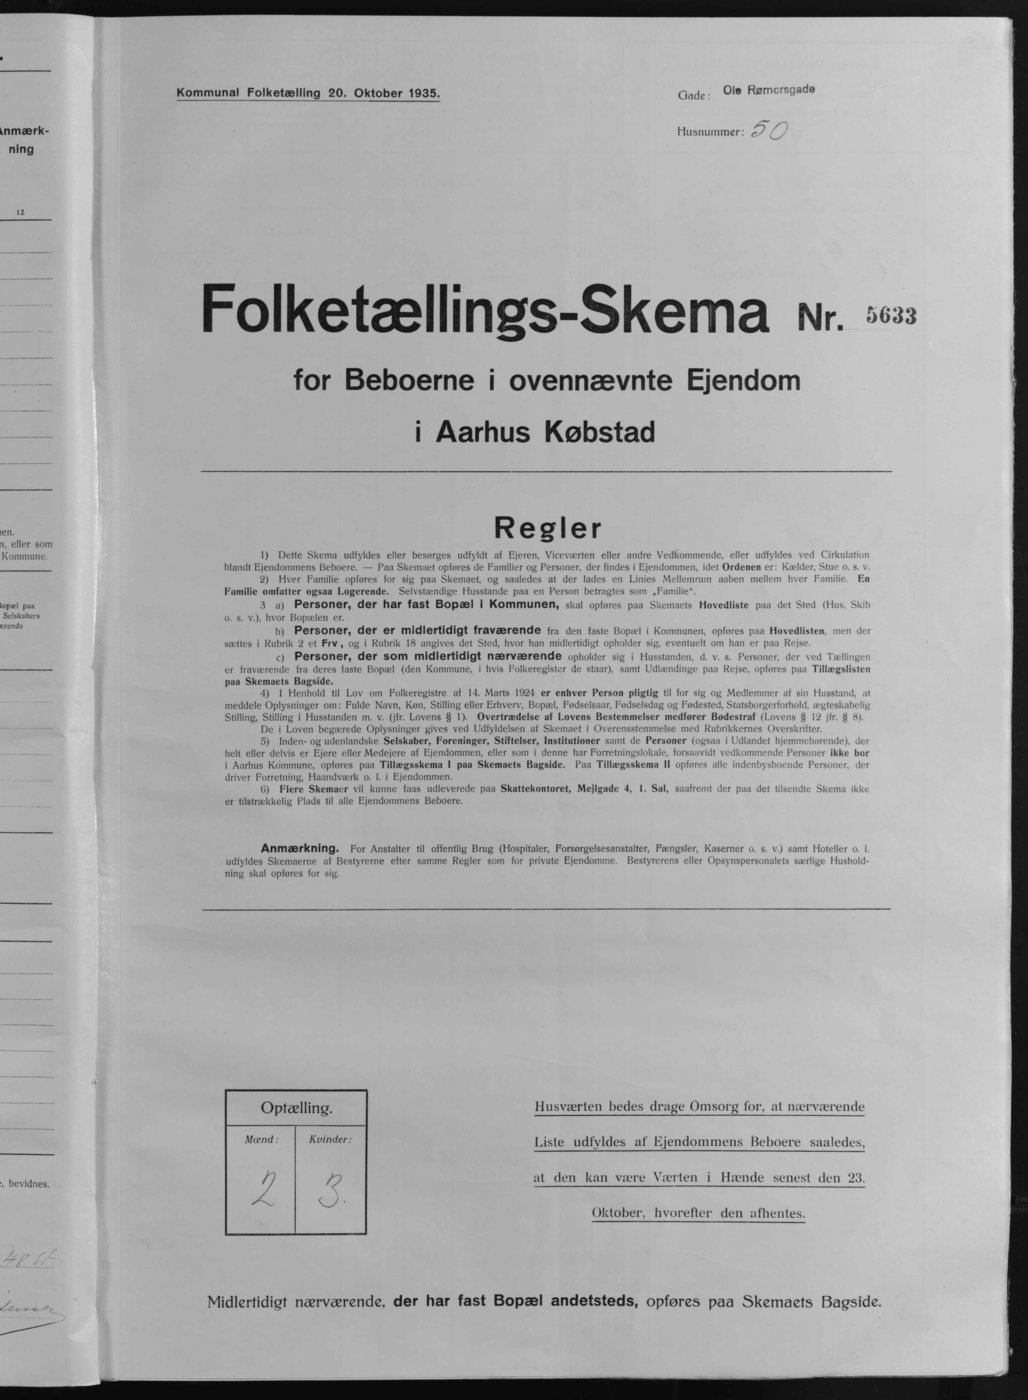 Anmærk-
ning
12
en.
n, eller som
Kommune.
Bopæl paa
Selskabers
ærende
, bevidnes.
48 St.
Kommunal Folketælling 20. Oktober 1935.
Gade: Ole Rømersgade
Husnummer: 50
Folketællings-Skema Nr. 5633
for Beboerne i ovennævnte Ejendom
i Aarhus Købstad
Regler
1) Dette Skema udfyldes eller besørges udfyldt af Ejeren, Viceværten eller andre Vedkommende, eller udfyldes ved Cirkulation
blandt Ejendommens Beboere. — Paa Skemaet opføres de Familier og Personer, der findes i Ejendommen, idet Ordenen er: Kælder, Stue o. s. v.
2) Hver Familie opføres for sig paa Skemaet, og saaledes at der lades en Linies Mellemrum aaben mellem hver Familie. En
Familie omfatter ogsaa Logerende. Selvstændige Husstande paa en Person betragtes som „Familie“.
3 a) Personer, der har fast Bopæl i Kommunen, skal opføres paa Skemaets Hovedliste paa det Sted (Hus, Skib
o. s. v.), hvor Bopælen er.
b) Personer, der er midlertidigt fraværende fra den faste Bopæl i Kommunen, opføres paa Hovedlisten, men der
sættes i Rubrik 2 et Frv., og i Rubrik 18 angives det Sted, hvor han midlertidigt opholder sig, eventuelt om han er paa Rejse.
c) Personer, der som midlertidigt nærværende opholder sig i Husstanden, d. v. s. Personer, der ved Tællingen
er fraværende fra deres faste Bopæl (den Kommune, i hvis Folkeregister de staar), samt Udlændinge paa Rejse, opføres paa Tillægslisten
paa Skemaets Bagside.
4) I Henhold til Lov om Folkeregistre af 14. Marts 1924 er enhver Person pligtig til for sig og Medlemmer af sin Husstand, at
meddele Oplysninger om: Fulde Navn, Køn, Stilling eller Erhverv, Bopæl, Fødselsaar, Fødselsdag og Fødested, Statsborgerforhold, ægteskabelig
Stilling, Stilling i Husstanden m. v. (jfr. Lovens § 1). Overtrædelse af Lovens Bestemmelser medfører Bødestraf (Lovens § 12 jfr. § 8).
De i Loven begærede Oplysninger gives ved Udfyldelsen af Skemaet i Overensstemmelse med Rubrikkernes Overskrifter.
5) Inden- og udenlandske Selskaber, Foreninger, Stiftelser, Institutioner samt de Personer (ogsaa i Udlandet hjemmehørende), der
helt eller delvis er Ejere eller Medejere af Ejendommen, eller som i denne har Forretningslokale, forsaavidt vedkommende Personer ikke bor
i Aarhus Kommune, opføres paa Tillægsskema I paa Skemaets Bagside. Paa Tillægsskema II opføres alle indenbysboende Personer, der
driver Forretning, Haandværk o. l. i Ejendommen.
6) Flere Skemaer vil kunne faas udleverede paa Skattekontoret, Mejlgade 4, 1. Sal, saafremt der paa det tilsendte Skema ikke
er tilstrækkelig Plads til alle Ejendommens Beboere.
Anmærkning. For Anstalter til offentlig Brug (Hospitaler, Forsørgelsesanstalter, Fængsler, Kaserner o. s. v.) samt Hoteller o. l.
udfyldes Skemaerne af Bestyrerne efter samme Regler som for private Ejendomme. Bestyrerens eller Opsynspersonalets særlige Hushold-
ning skal opføres for sig.
Optælling.
Mænd: Kvinder:
2 3.
Husværten bedes drage Omsorg for, at nærværende
Liste udfyldes af Ejendommens Beboere saaledes,
at den kan være Værten i Hænde senest den 23.
Oktober, hvorefter den afhentes.
Midlertidigt nærværende, der har fast Bopæl andetsteds, opføres paa Skemaets Bagside.